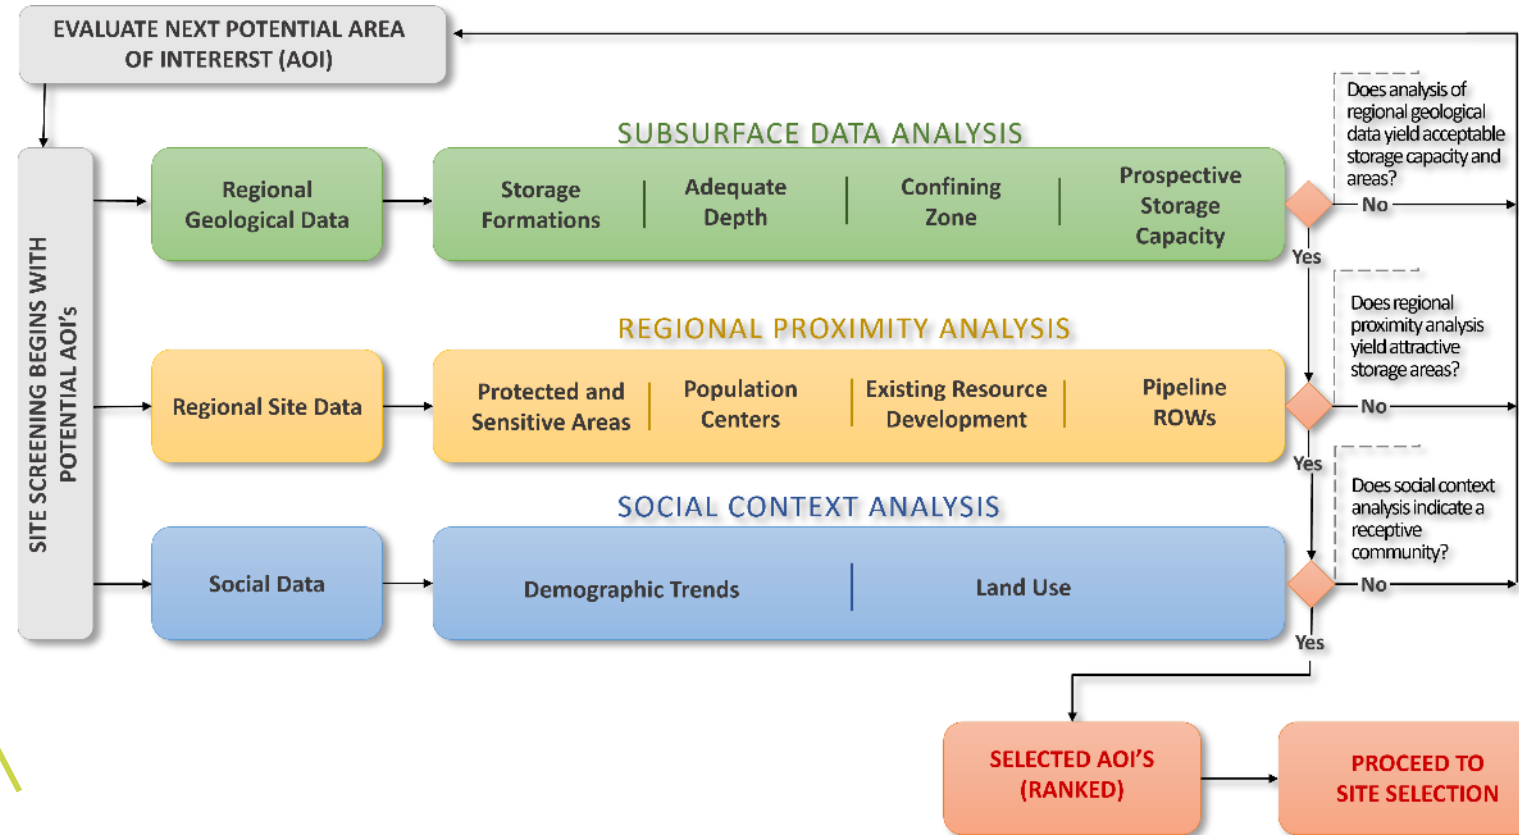 EVALUATE NEXT POTENTIAL AREA
OF INTERERST (AOI)
SITE SCREENING BEGINS WITH
POTENTIAL AOI's
SUBSURFACE DATA ANALYSIS
Regional
Geological Data
Storage
Formations
Adequate
Depth
Confining
Zone
Prospective
Storage
Capacity
Does analysis of
regional geological
data yield acceptable
storage capacity and
areas?
No
Yes
REGIONAL PROXIMITY ANALYSIS
Regional Site Data
Protected and
Sensitive Areas
Population
Centers
Existing Resource
Development
Pipeline
ROWs
Does regional
proximity analysis
yield attractive
storage areas?
No
Yes
SOCIAL CONTEXT ANALYSIS
Social Data
Demographic Trends
Land Use
Does social context
analysis indicate a
receptive
community?
No
Yes
SELECTED AOI'S
(RANKED)
PROCEED TO
SITE SELECTION